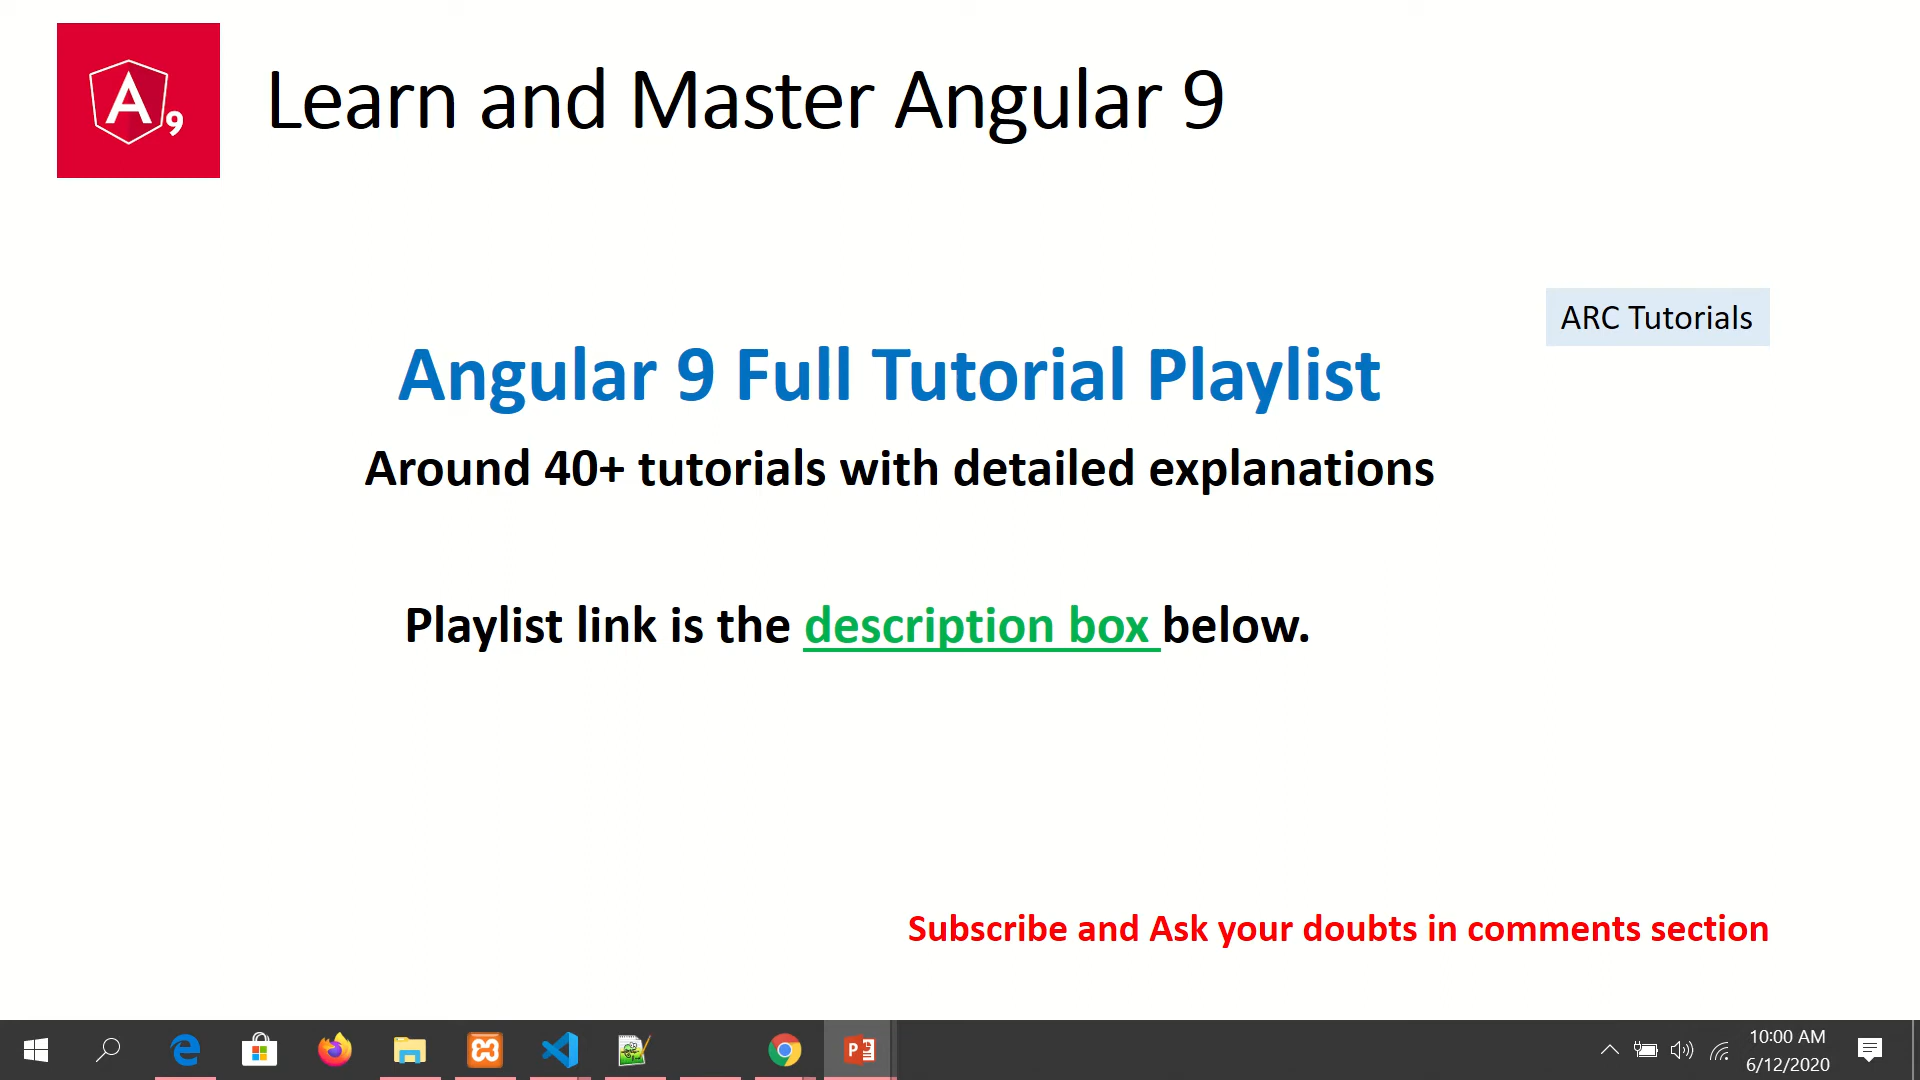 A9
Learn and Master Angular 9
ARC Tutorials
Angular 9 Full Tutorial Playlist
Around 40+ tutorials with detailed explanations
Playlist link is the description box below.
Subscribe and Ask your doubts in comments section
10:00 AM
6/12/2020